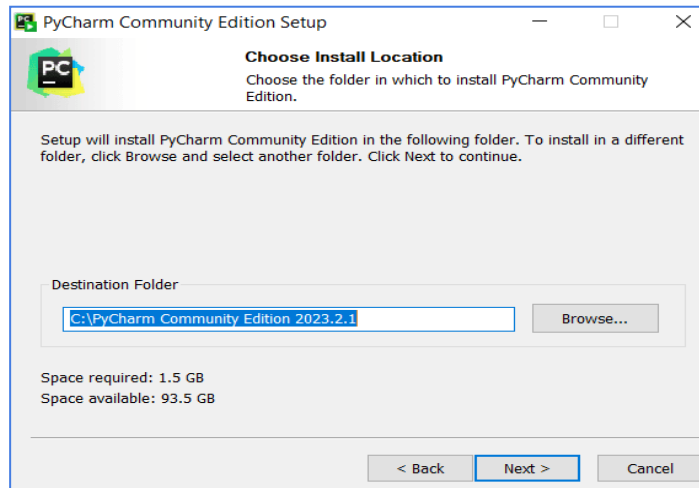 PyCharm Community Edition Setup
PC
Choose Install Location
Choose the folder in which to install PyCharm Community
Edition.
Setup will install PyCharm Community Edition in the following folder. To install in a different
folder, click Browse and select another folder. Click Next to continue.
Destination Folder
C:\PyCharm Community Edition 2023.2.1
Browse...
Space required: 1.5 GB
Space available: 93.5 GB
< Back
Next >
Cancel